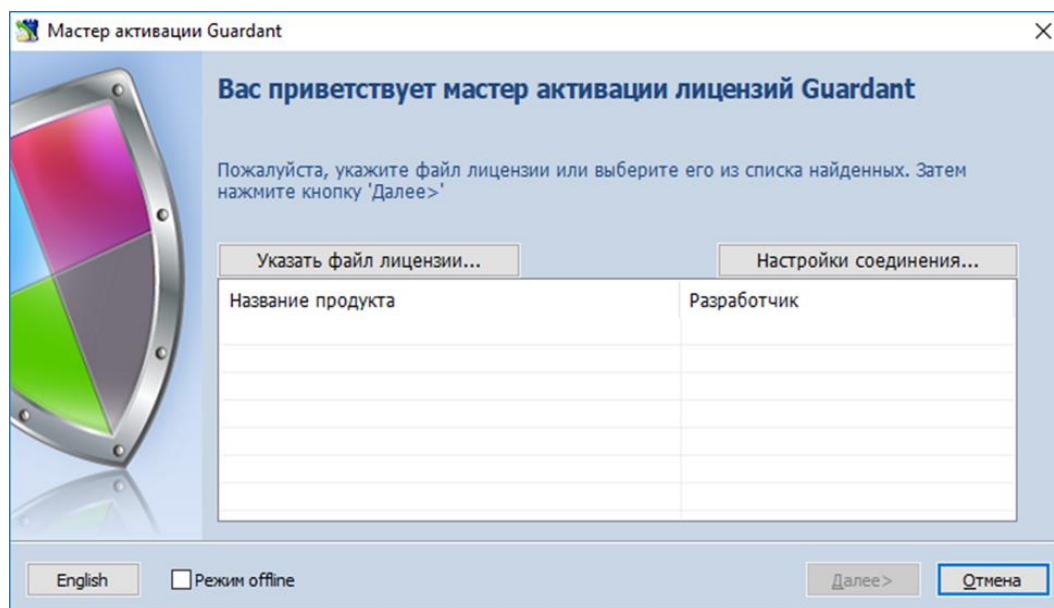 Мастер активации Guardant
Вас приветствует мастер активации лицензий Guardant
Пожалуйста, укажите файл лицензии или выберите его из списка найденных. Затем
нажмите кнопку 'Далее>'
Указать файл лицензии... Настройки соединения...
Название продукта Разработчик
English Режим offline Далее> Отмена